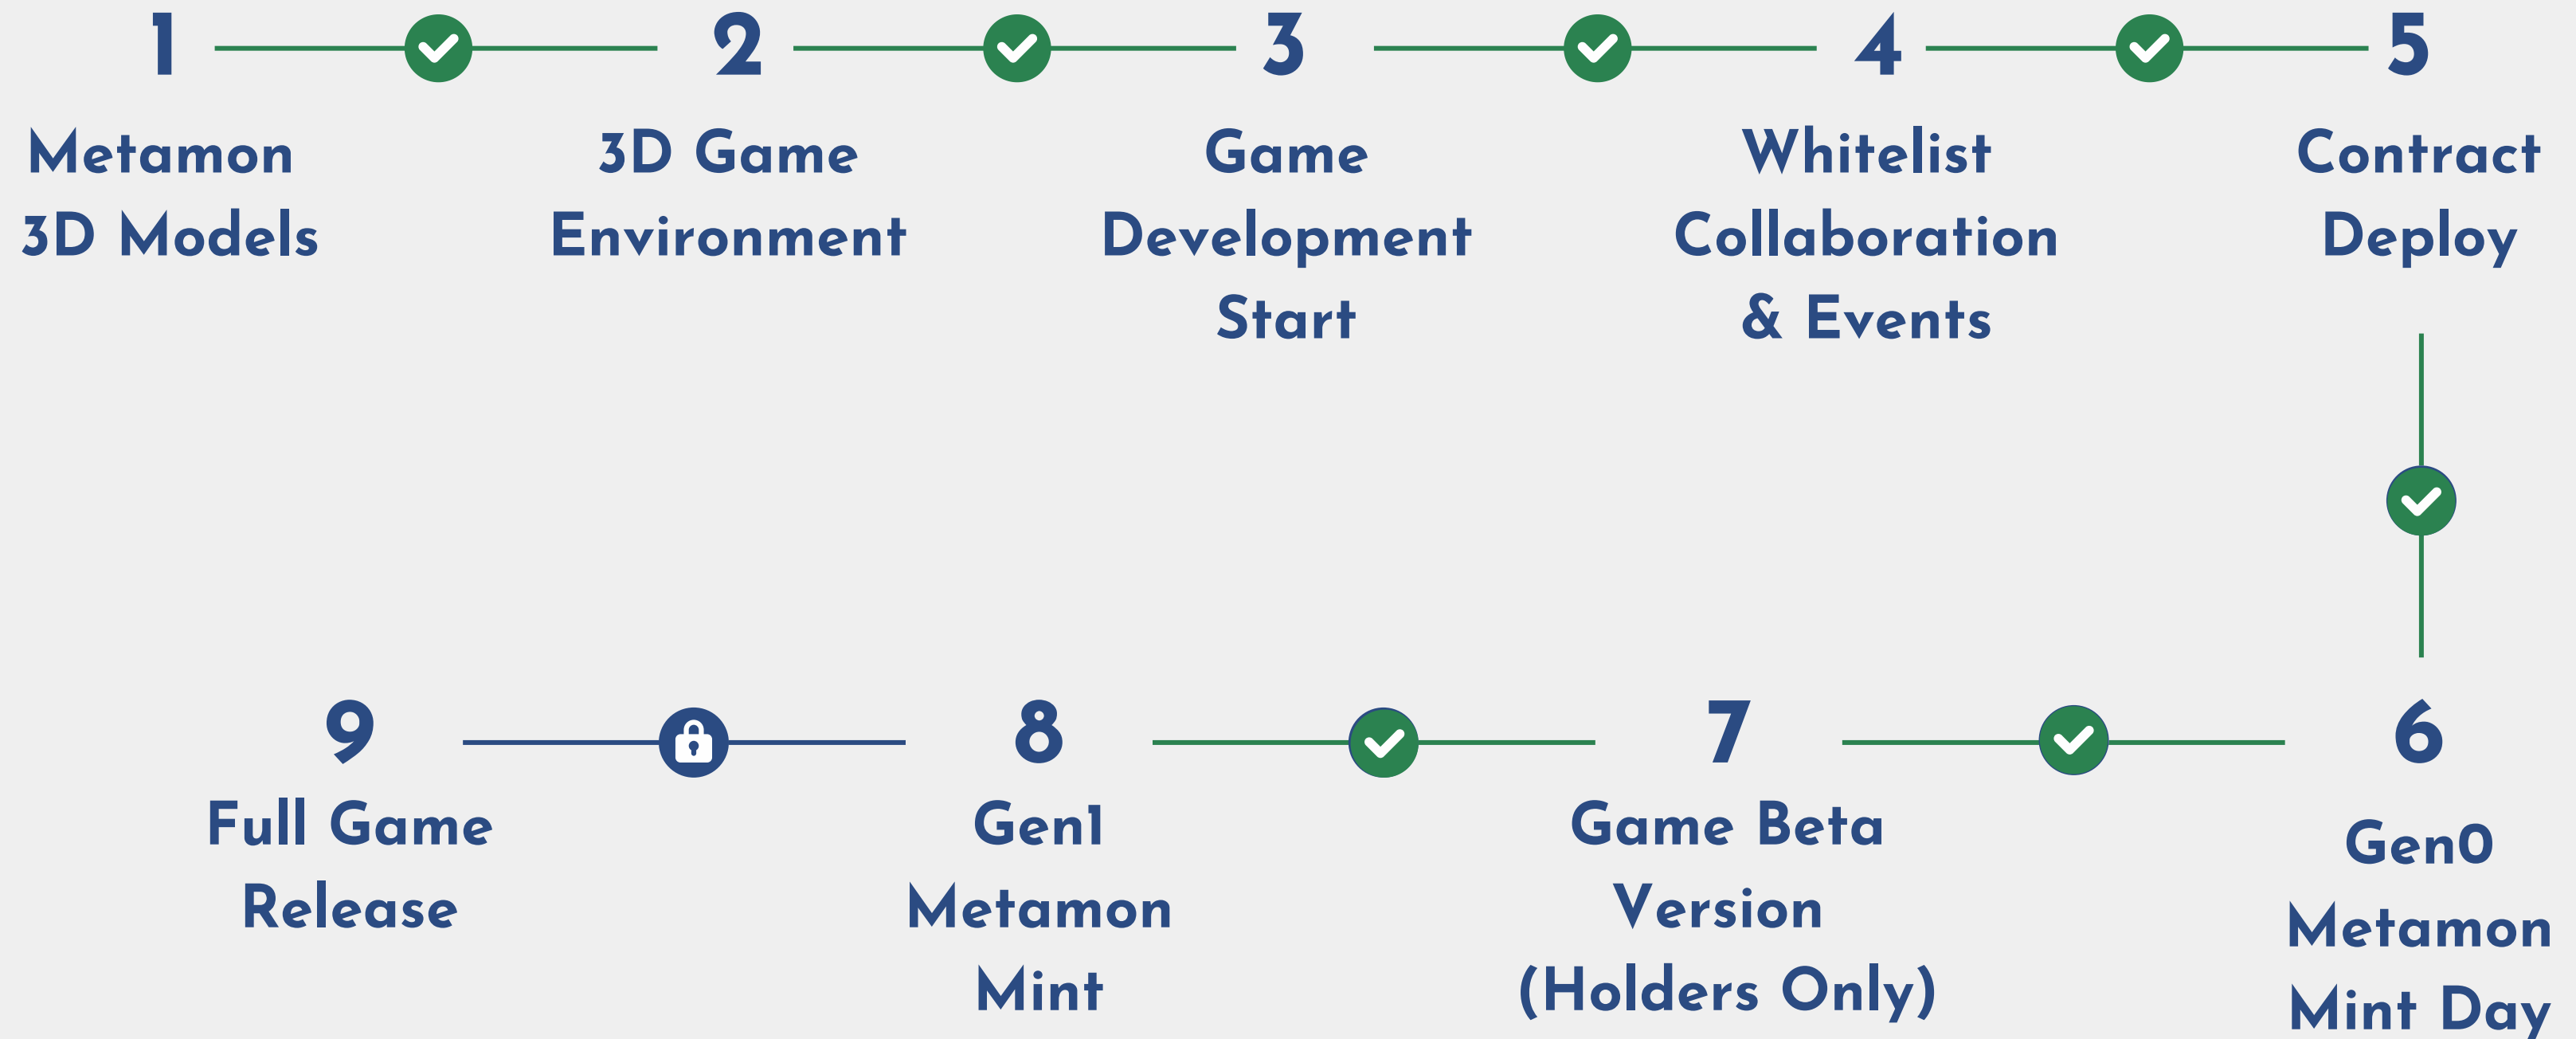 1
Metamon
3D Models
2
3D Game
Environment
3
Game
Development
Start
4
Whitelist
Collaboration
& Events
5
Contract
Deploy
6
Gen0
Metamon
Mint Day
7
Game Beta
Version
(Holders Only)
8
Gen1
Metamon
Mint
9
Full Game
Release